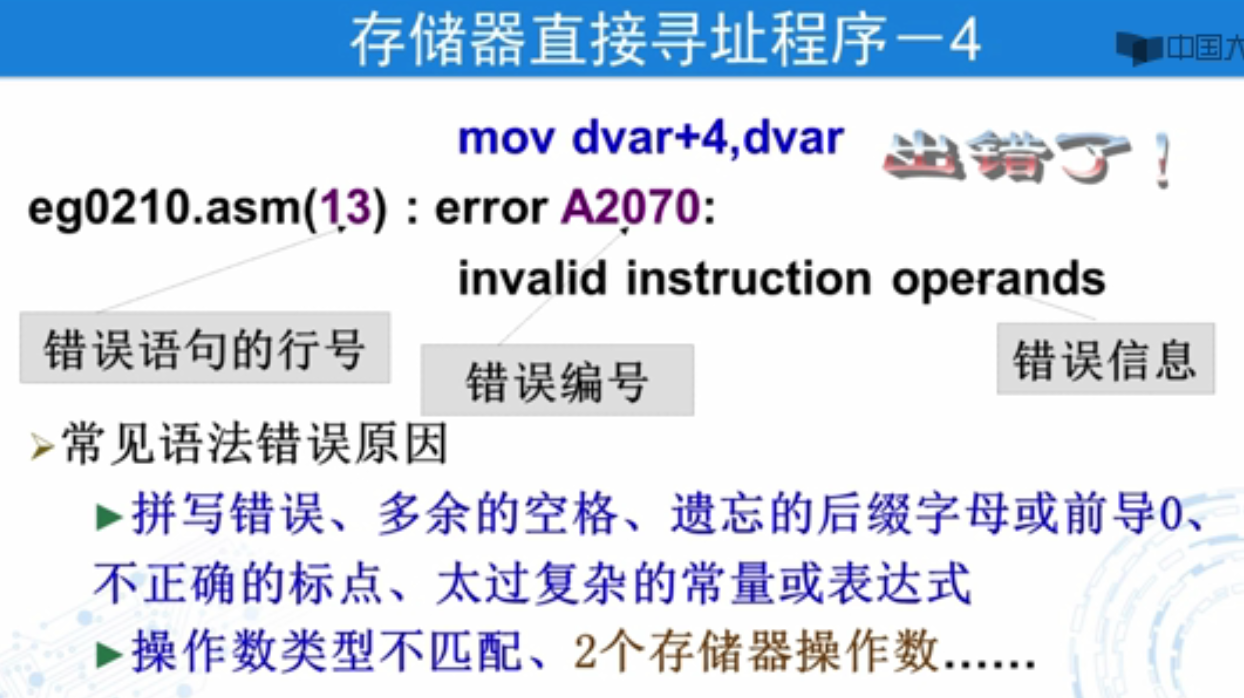 存储器直接寻址程序－4
中国大
mov dvar+4,dvar
出错了！
eg0210.asm(13) : error A2070:
invalid instruction operands
错误语句的行号
错误编号
错误信息
常见语法错误原因
拼写错误、多余的空格、遗忘的后缀字母或前导0、
不正确的标点、太过复杂的常量或表达式
操作数类型不匹配、2个存储器操作数……